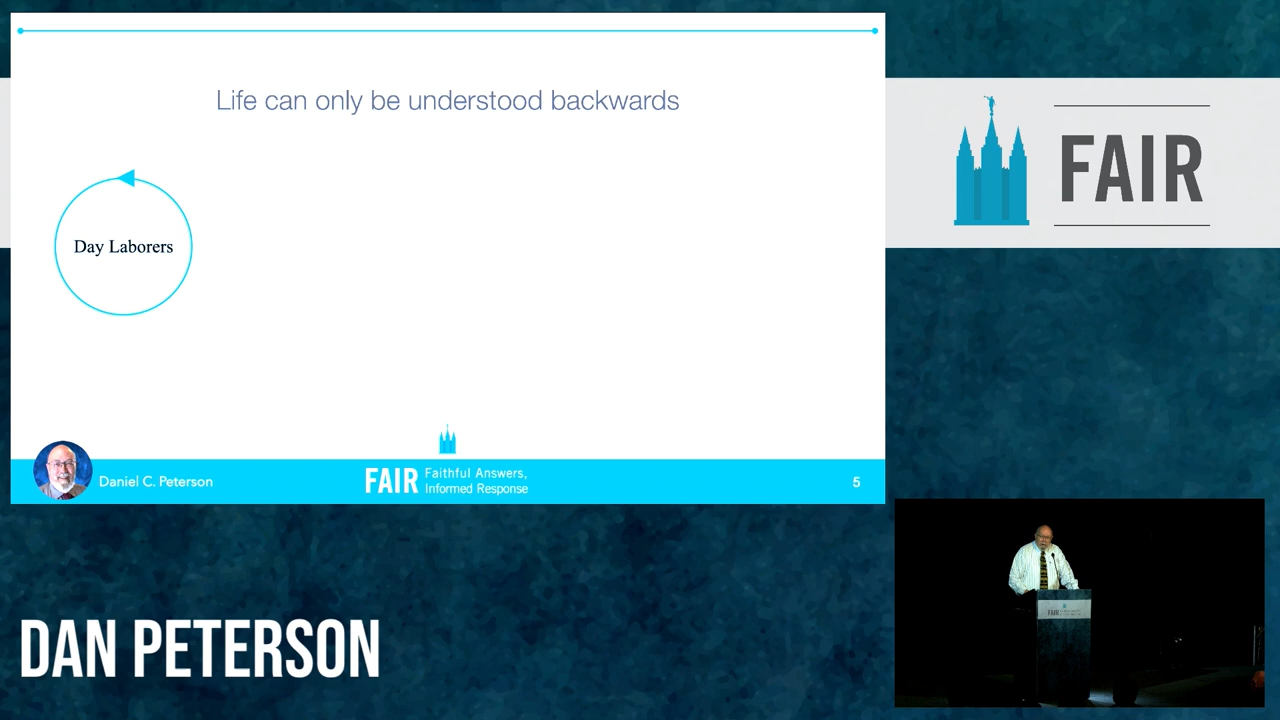 Life can only be understood backwards
Day Laborers
Daniel C. Peterson
FAIR
Faithful Answers,
Informed Response
5
FAIR
DAN PETERSON
FAIR